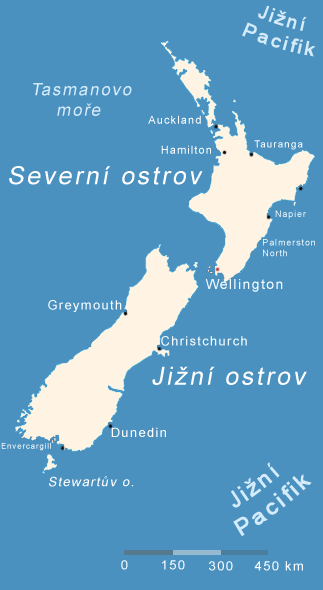 Jižní
Pacifik
Tasmanovo
moře
Auckland
Hamilton
Tauranga
Severní ostrov
Napier
Palmerston
North
Wellington
Greymouth
Christchurch
Jižní ostrov
Dunedin
Envercargill
Stewartúv o.
Jižní
Pacifik
0 150 300 450 km